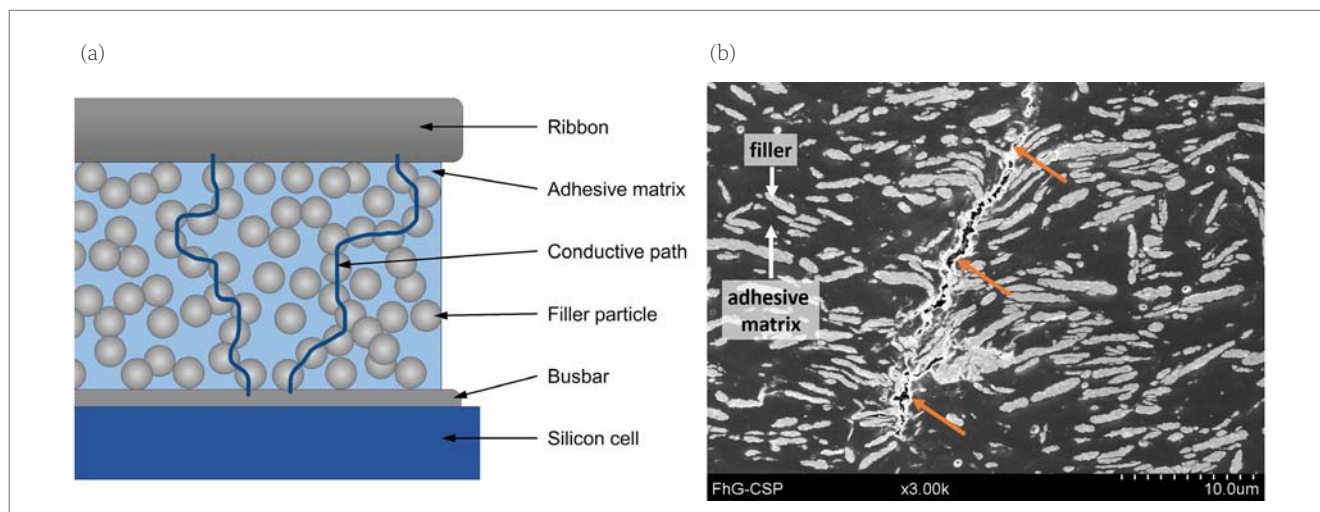 (a)
Ribbon
Adhesive matrix
Conductive path
Filler particle
Busbar
Silicon cell
(b)
filler
adhesive
matrix
FhG-CSP x3.00k 10.0um